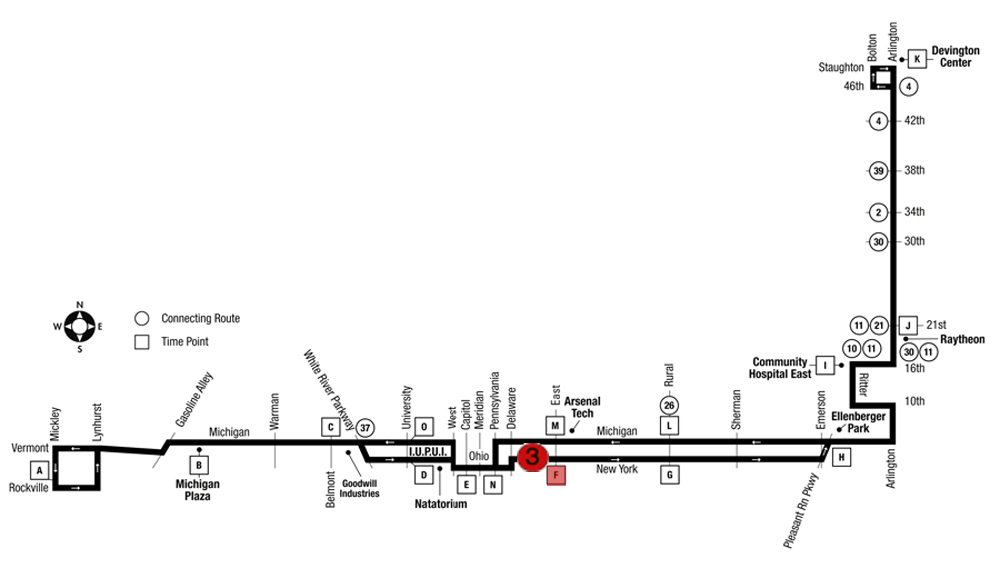 Bolton
Arlington
K
Devington
Center
Staughton
46th
4
4
42th
39
38th
2
34th
30
30th
N
W
E
S
Connecting Route
Time Point
11
21
J
21st
Raytheon
10
11
30
11
16th
Community
Hospital East
I
Ritter
10th
Mickley
Lynhurst
Gasoline Alley
Warman
White River Parkway
C
37
University
O
West
Capitol
Meridian
Pennsylvania
Delaware
East
M
Arsenal
Tech
Rural
26
L
Sherman
Emerson
Ellenberger
Park
Vermont
Michigan
I.U.P.U.I.
Ohio
Michigan
A
B
Michigan
Plaza
Rockville
Belmont
Goodwill
Industries
D
Natatorium
E
N
3
F
New York
G
H
Pleasant Rn Pkwy
Arlington